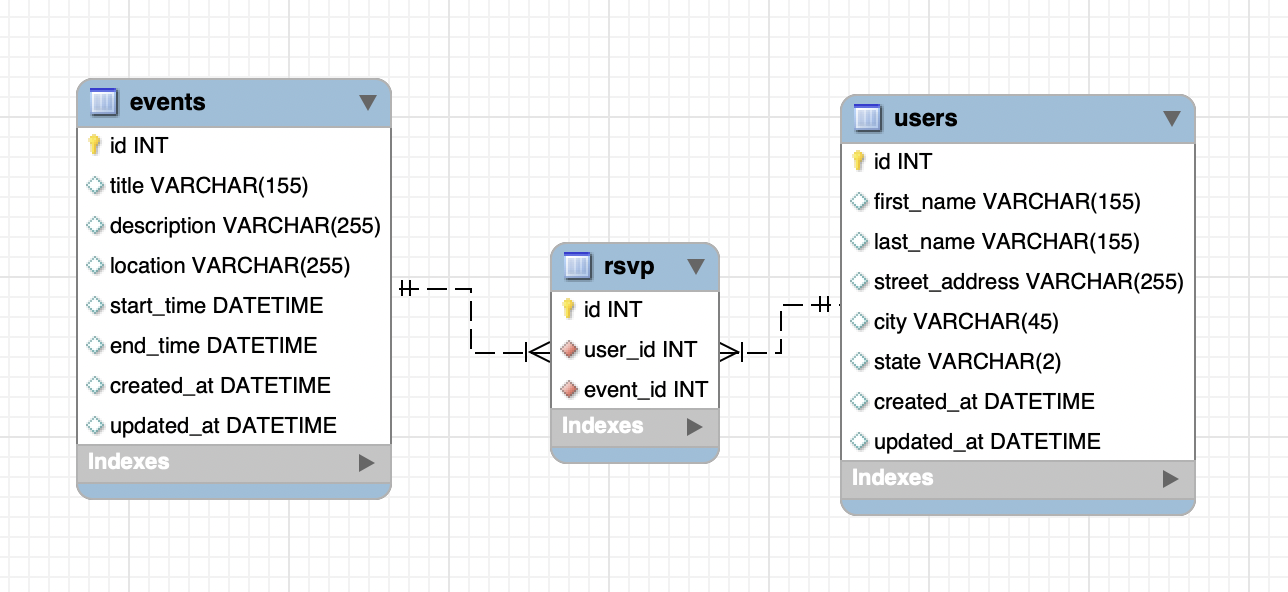 events
id INT
title VARCHAR(155)
description VARCHAR(255)
location VARCHAR(255)
start_time DATETIME
end_time DATETIME
created_at DATETIME
updated_at DATETIME
Indexes
rsvp
id INT
user_id INT
event_id INT
Indexes
users
id INT
first_name VARCHAR(155)
last_name VARCHAR(155)
street_address VARCHAR(255)
city VARCHAR(45)
state VARCHAR(2)
created_at DATETIME
updated_at DATETIME
Indexes